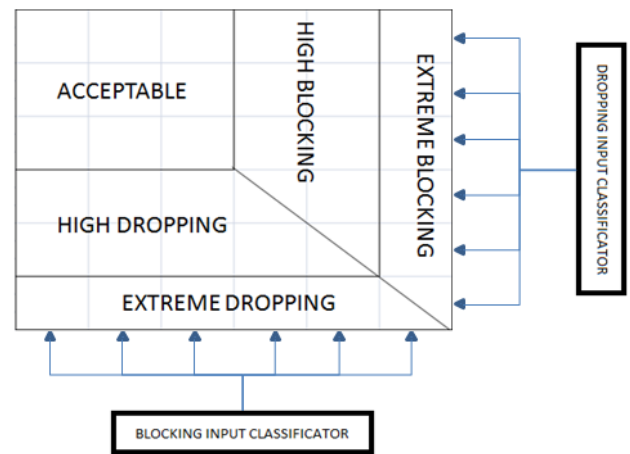 ACCEPTABLE
HIGH BLOCKING
EXTREME BLOCKING
DROPPING INPUT CLASSIFICATOR
HIGH DROPPING
EXTREME DROPPING
BLOCKING INPUT CLASSIFICATOR